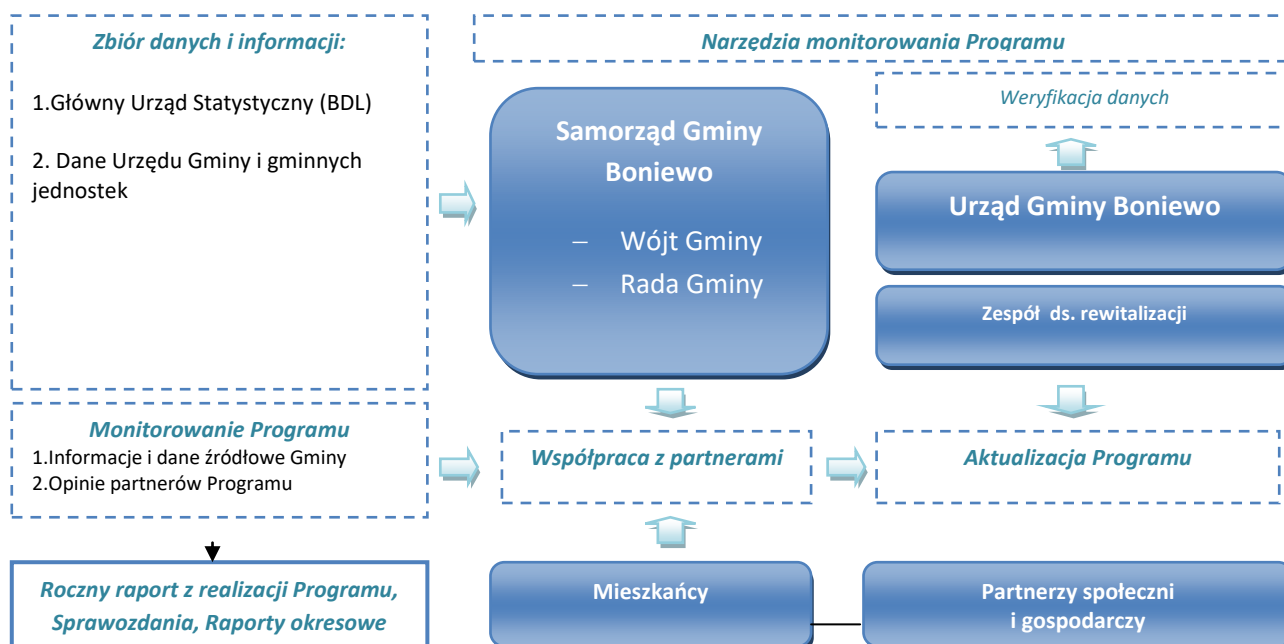 Zbiór danych i informacji:
1.Główny Urząd Statystyczny (BDL)
2. Dane Urzędu Gminy i gminnych
jednostek
Narzędzia monitorowania Programu
Samorząd Gminy
Boniewo
– Wójt Gminy
– Rada Gminy
Weryfikacja danych
Urząd Gminy Boniewo
Zespół ds. rewitalizacji
Monitorowanie Programu
1.Informacje i dane źródłowe Gminy
2.Opinie partnerów Programu
Współpraca z partnerami
Aktualizacja Programu
Roczny raport z realizacji Programu,
Sprawozdania, Raporty okresowe
Mieszkańcy
Partnerzy społeczni
i gospodarczy